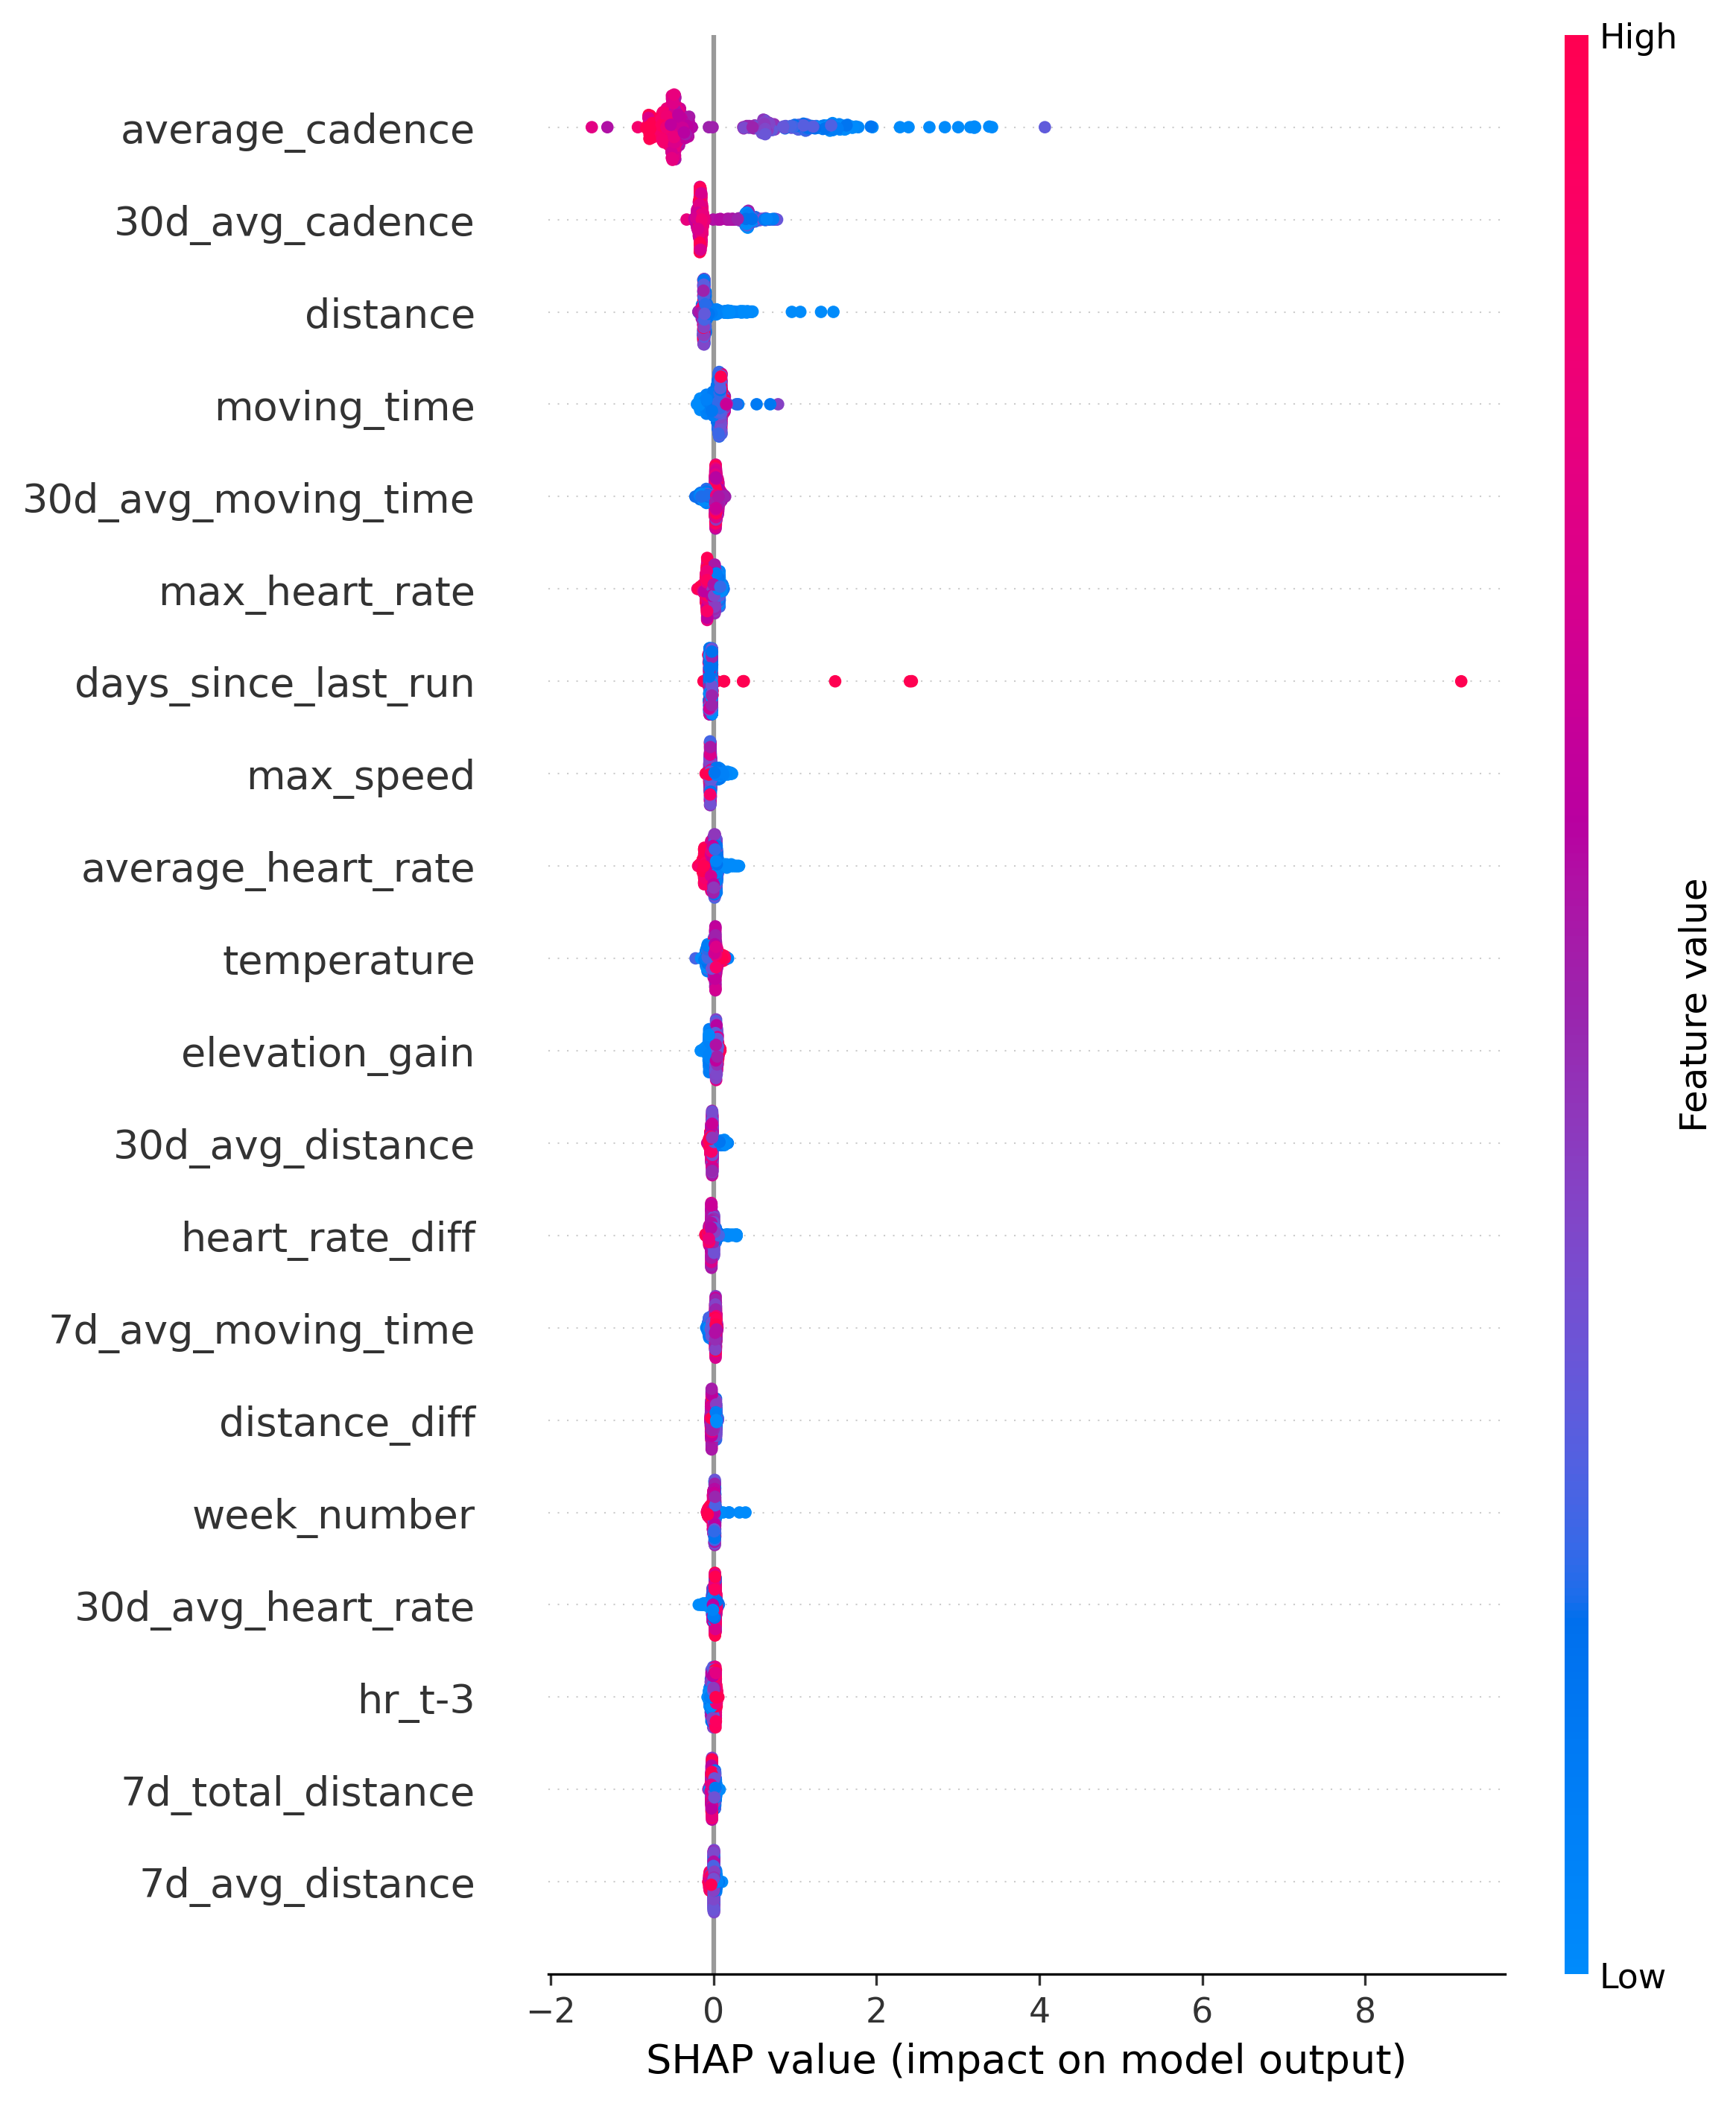 High
average_cadence
30d_avg_cadence
distance
moving_time
30d_avg_moving_time
max_heart_rate
days_since_last_run
max_speed
average_heart_rate
temperature
elevation_gain
30d_avg_distance
heart_rate_diff
7d_avg_moving_time
distance_diff
week_number
30d_avg_heart_rate
hr_t-3
7d_total_distance
7d_avg_distance
Feature value
Low
−2 0 2 4 6 8
SHAP value (impact on model output)